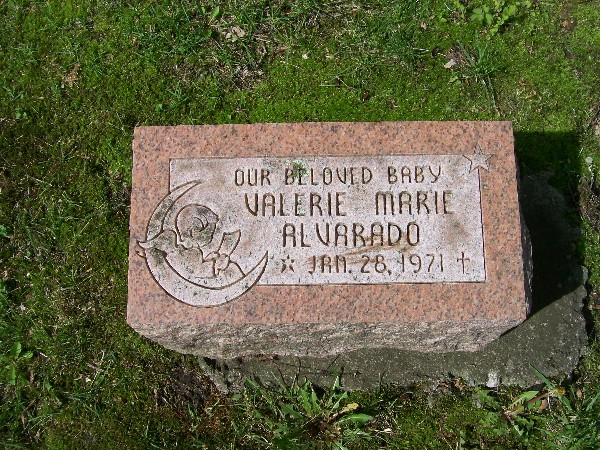 OUR BELOVED BABY
VALERIE MARIE
ALVARADO
☆ JAN. 28, 1971 ✝